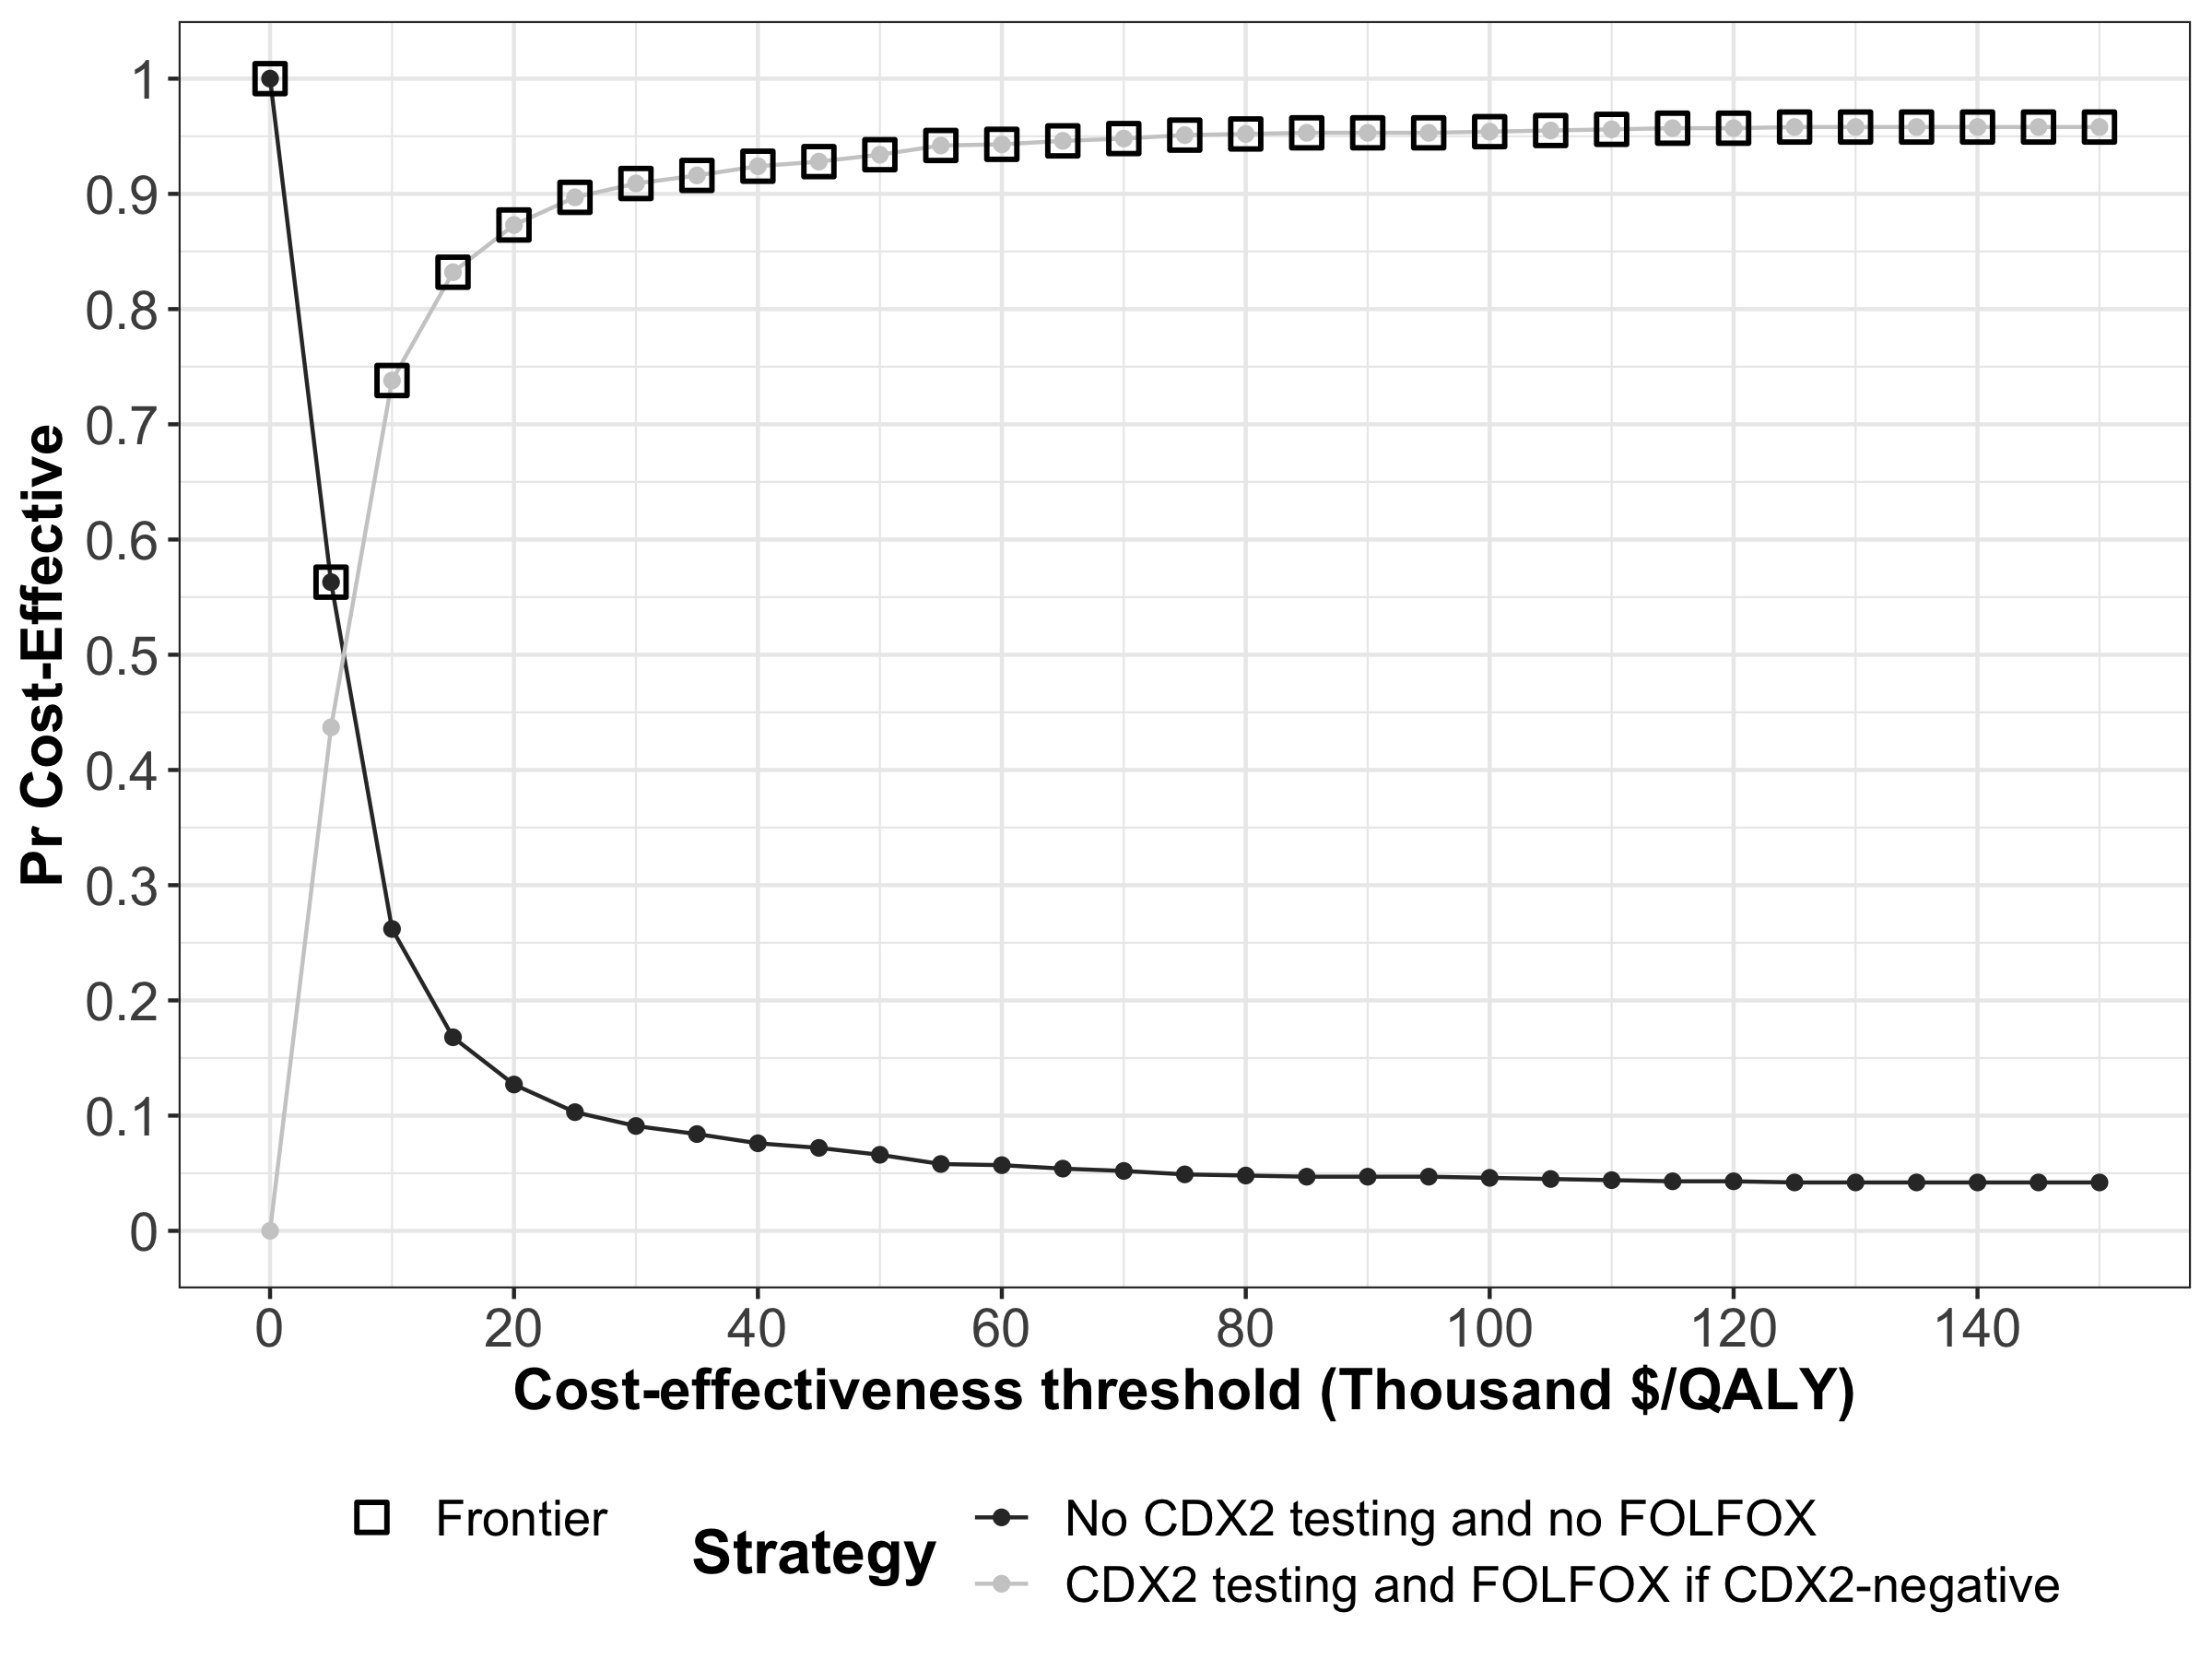 Pr Cost-Effective
1
0.9
0.8
0.7
0.6
0.5
0.4
0.3
0.2
0.1
0
0 20 40 60 80 100 120 140
Cost-effectiveness threshold (Thousand $/QALY)
Frontier
Strategy
No CDX2 testing and no FOLFOX
CDX2 testing and FOLFOX if CDX2-negative